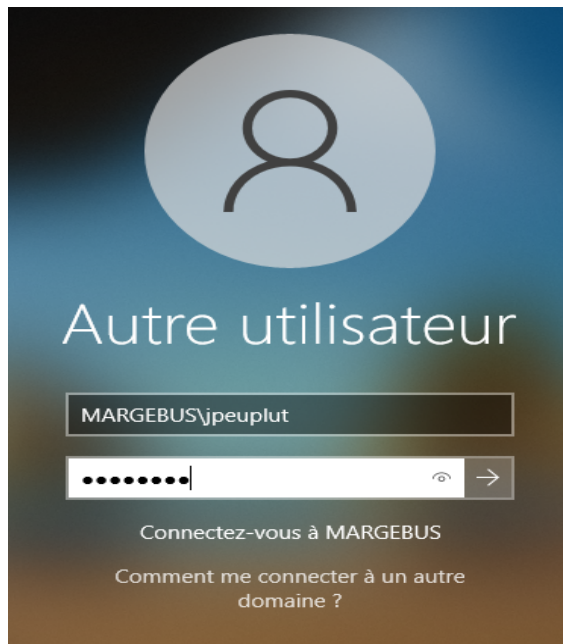 Autre utilisateur
MARGEBUS\jpeuplut
••••••••
Connectez-vous à MARGEBUS
Comment me connecter à un autre
domaine ?